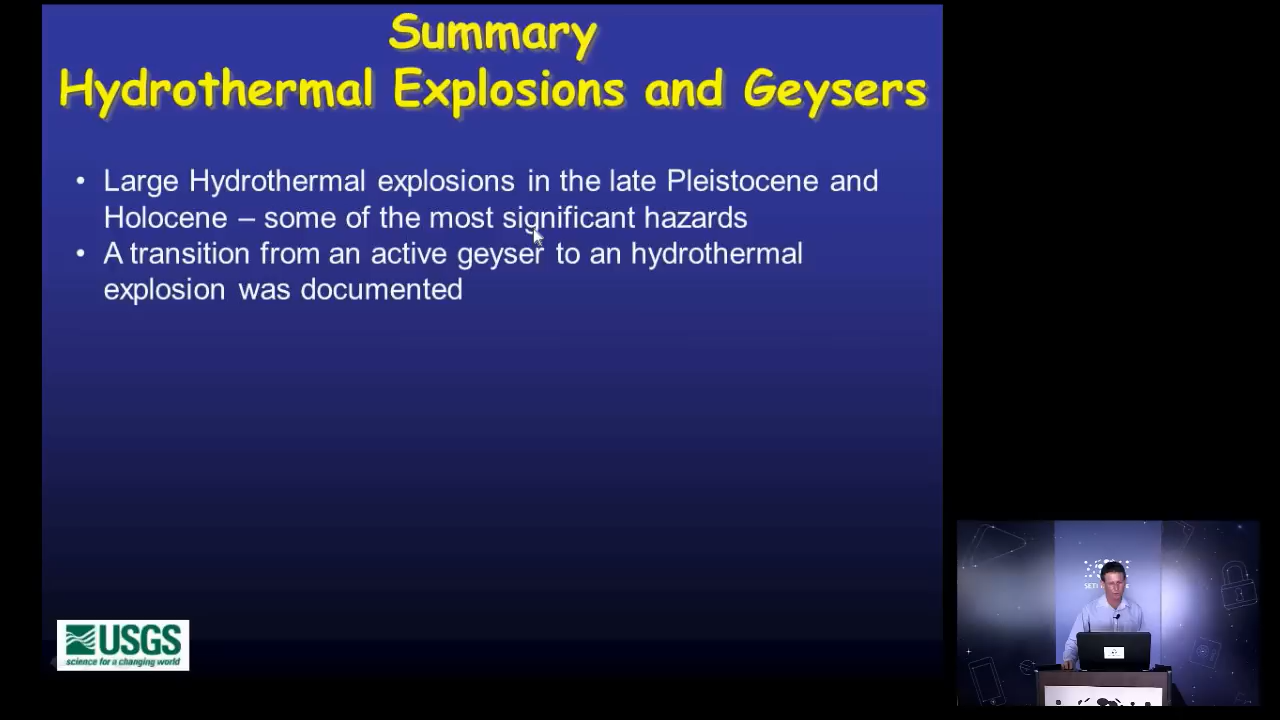 Summary
Hydrothermal Explosions and Geysers
• Large Hydrothermal explosions in the late Pleistocene and
Holocene – some of the most significant hazards
• A transition from an active geyser to an hydrothermal
explosion was documented
USGS
science for a changing world